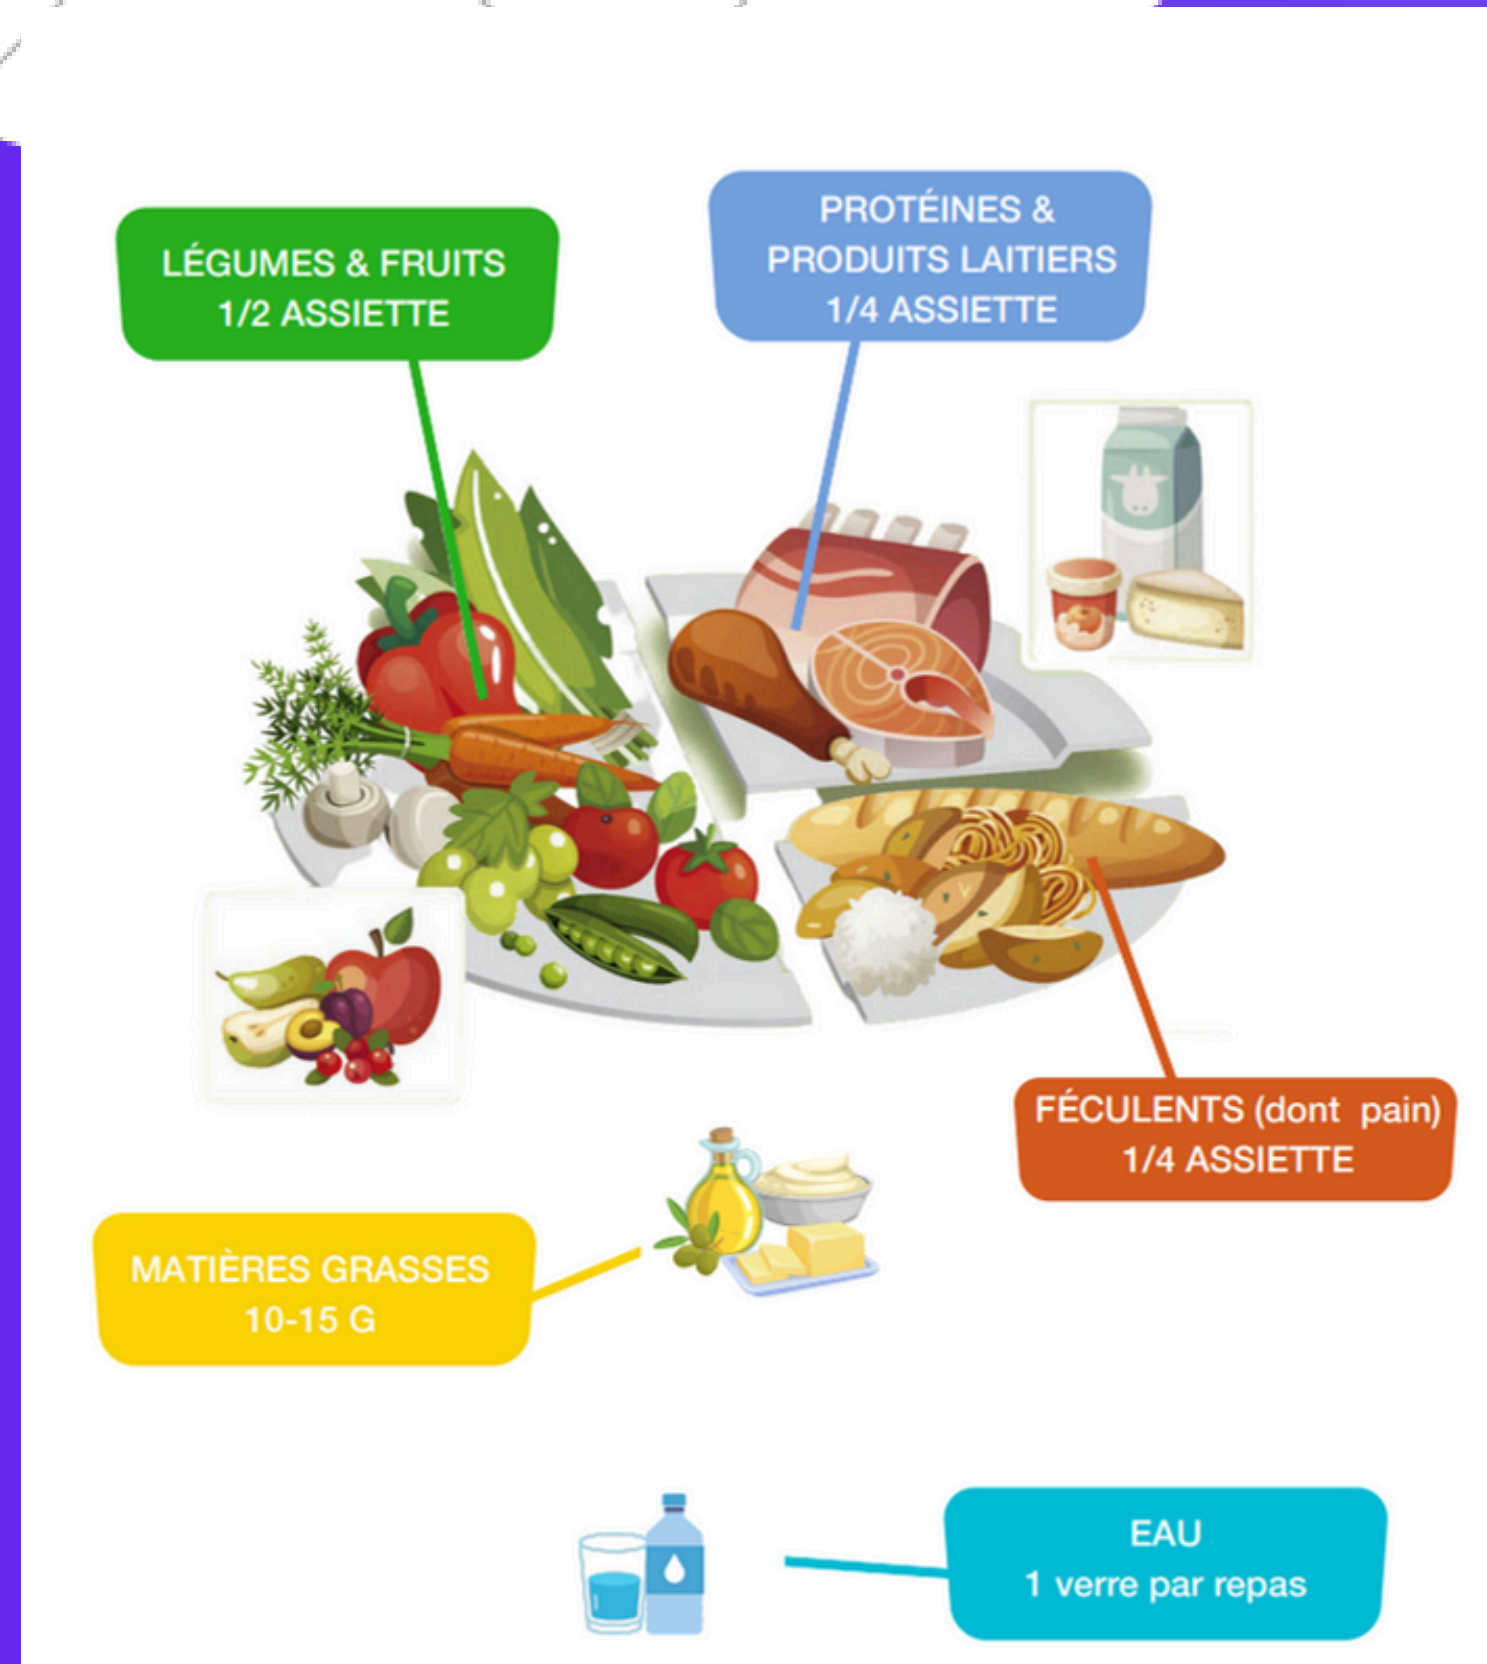 LÉGUMES & FRUITS
1/2 ASSIETTE
PROTÉINES &
PRODUITS LAITIERS
1/4 ASSIETTE
FÉCULENTS (dont pain)
1/4 ASSIETTE
MATIÈRES GRASSES
10-15 G
EAU
1 verre par repas